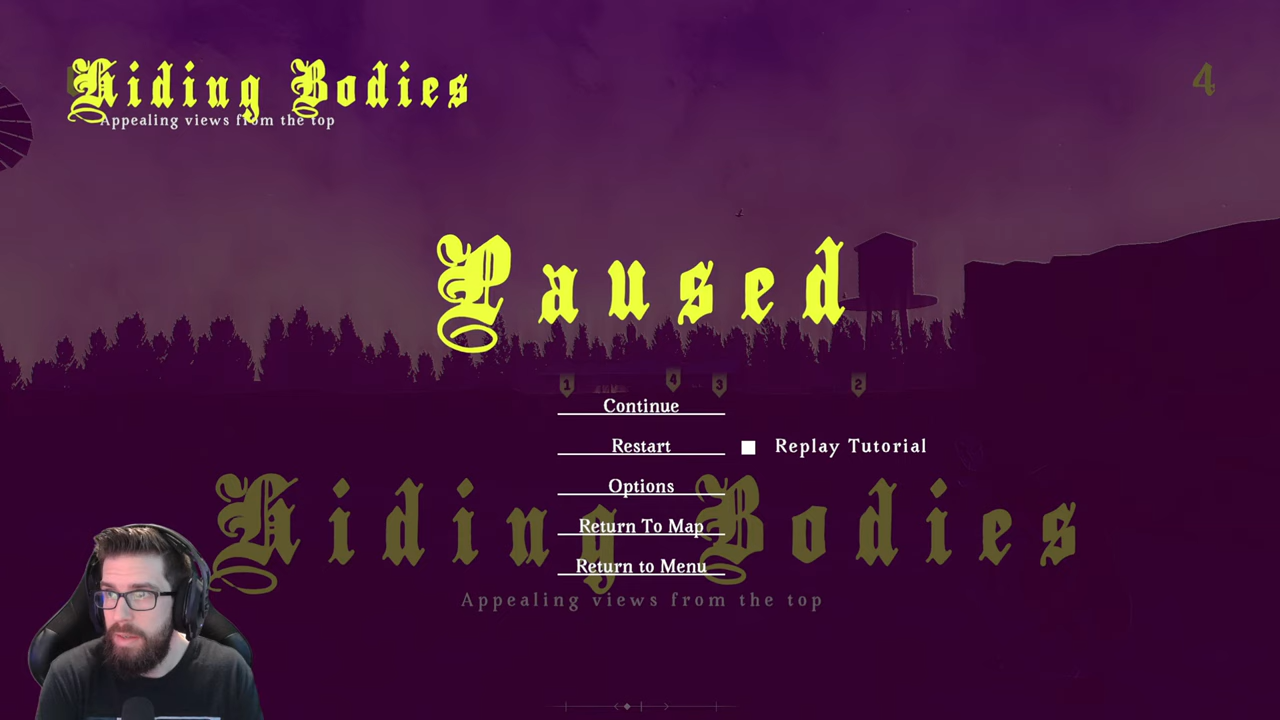 Hiding Bodies
4
Appealing views from the top
Paused
1
4
3
2
Continue
Restart
Replay Tutorial
Options
Hiding Bodies
Return To Map
Return to Menu
Appealing views from the top